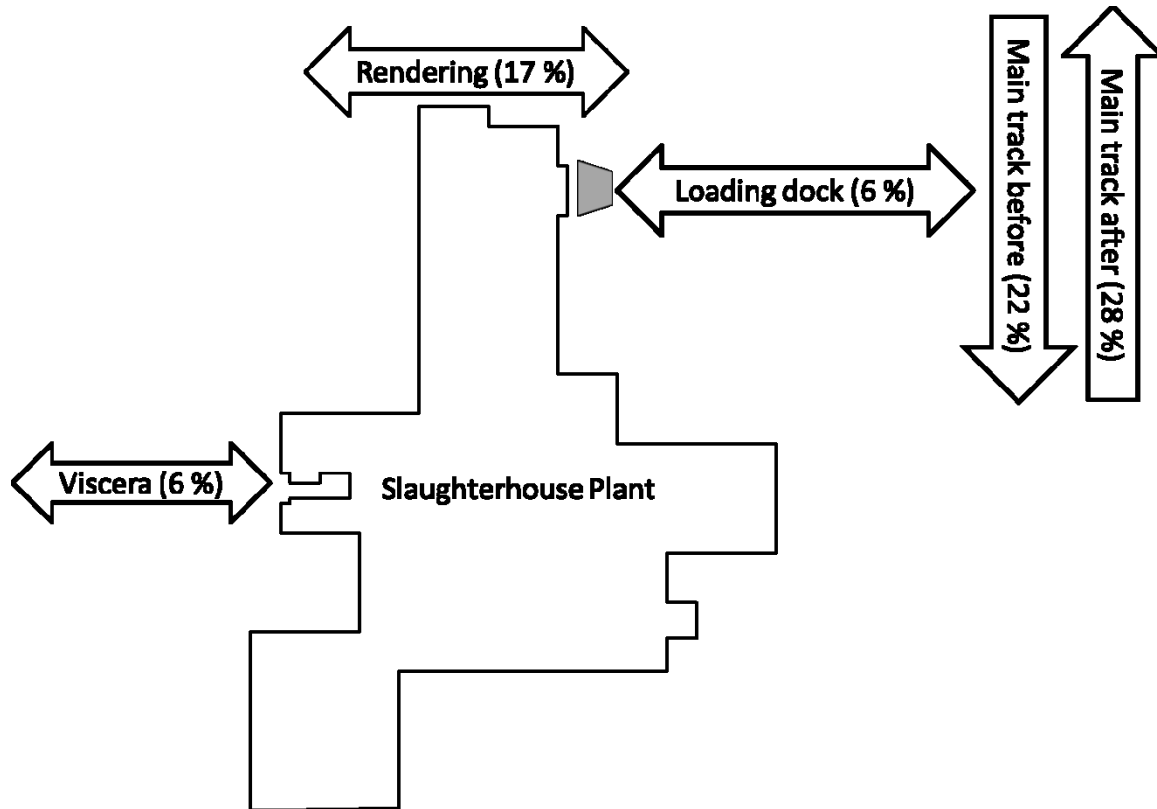 Rendering (17 %)
Loading dock (6 %)
Main track before (22 %)
Main track after (28 %)
Viscera (6 %)
Slaughterhouse Plant